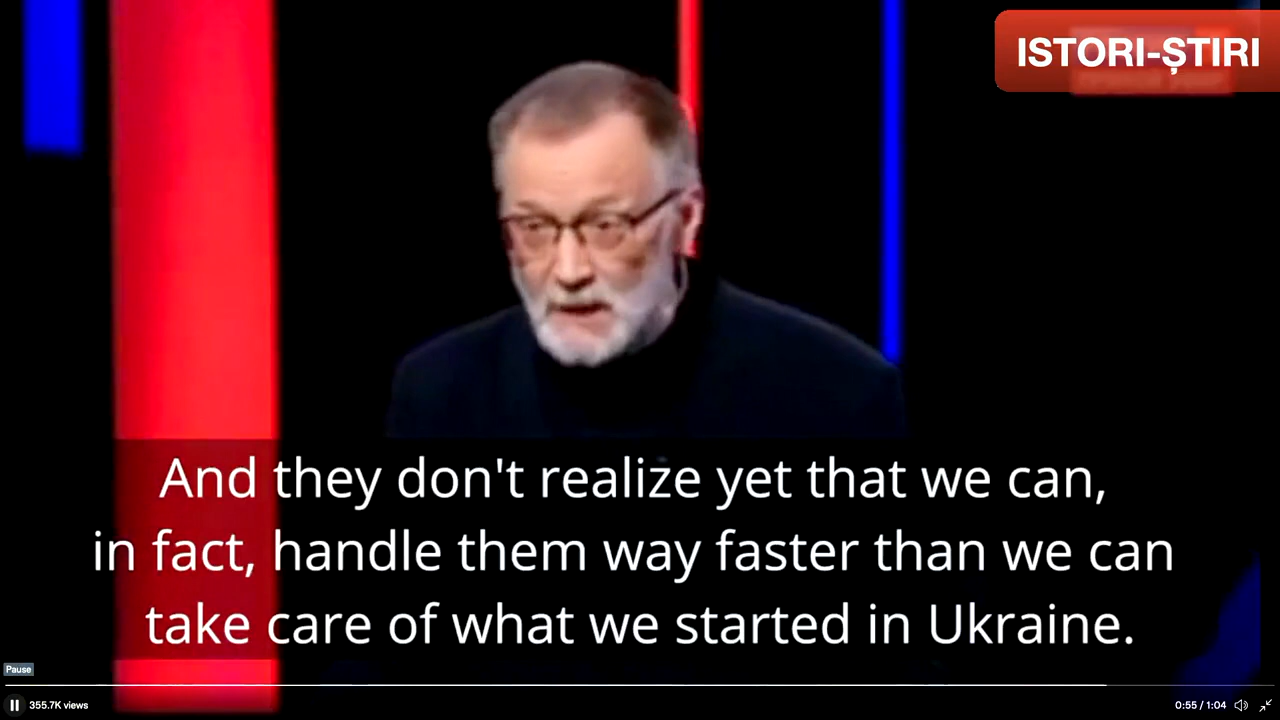 ISTORI-ȘTIRI
And they don't realize yet that we can,
in fact, handle them way faster than we can
take care of what we started in Ukraine.
Pause
355.7K views
0:55 / 1:04